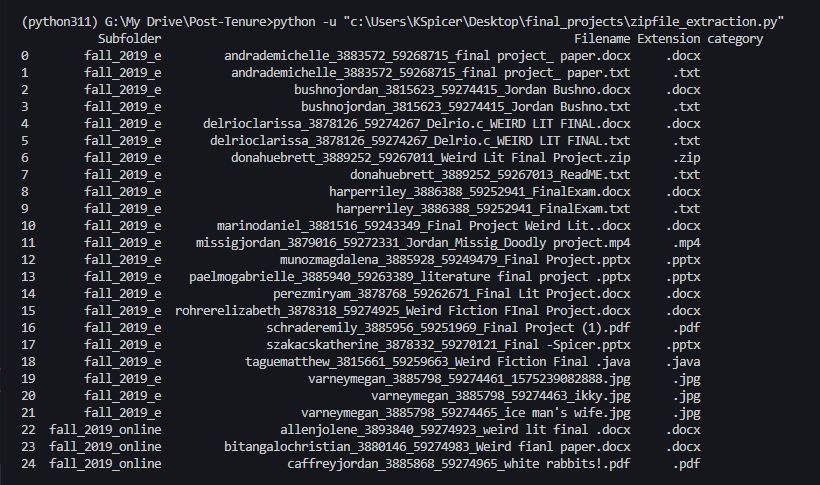 (python311) G:\My Drive\Post-Tenure>python -u "c:\Users\KSpicer\Desktop\final_projects\zipfile_extraction.py"
Subfolder Filename Extension category
0 fall_2019_e andrademichelle_3883572_59268715_final project_ paper.docx .docx
1 fall_2019_e andrademichelle_3883572_59268715_final project_ paper.txt .txt
2 fall_2019_e bushnojordan_3815623_59274415_Jordan Bushno.docx .docx
3 fall_2019_e bushnojordan_3815623_59274415_Jordan Bushno.txt .txt
4 fall_2019_e delrioclarissa_3878126_59274267_Delrio.c_WEIRD LIT FINAL.docx .docx
5 fall_2019_e delrioclarissa_3878126_59274267_Delrio.c_WEIRD LIT FINAL.txt .txt
6 fall_2019_e donahuebrett_3889252_59267011_Weird Lit Final Project.zip .zip
7 fall_2019_e donahuebrett_3889252_59267013_ReadME.txt .txt
8 fall_2019_e harperriley_3886388_59252941_FinalExam.docx .docx
9 fall_2019_e harperriley_3886388_59252941_FinalExam.txt .txt
10 fall_2019_e marinodaniel_3881516_59243349_Final Project Weird Lit..docx .docx
11 fall_2019_e missigjordan_3879016_59272331_Jordan_Missig_Doodly project.mp4 .mp4
12 fall_2019_e munozmagdalena_3885928_59249479_Final Project.pptx .pptx
13 fall_2019_e paelmogabrielle_3885940_59263389_literature final project .pptx .pptx
14 fall_2019_e perezmiryam_3878768_59262671_Final Lit Project.docx .docx
15 fall_2019_e rohrerelizabeth_3878318_59274925_Weird Fiction FInal Project.docx .docx
16 fall_2019_e schraderemily_3885956_59251969_Final Project (1).pdf .pdf
17 fall_2019_e szakacskatherine_3878332_59270121_Final -Spicer.pptx .pptx
18 fall_2019_e taguematthew_3815661_59259663_Weird Fiction Final .java .java
19 fall_2019_e varneymegan_3885798_59274461_1575239082888.jpg .jpg
20 fall_2019_e varneymegan_3885798_59274463_ikky.jpg .jpg
21 fall_2019_e varneymegan_3885798_59274465_ice man's wife.jpg .jpg
22 fall_2019_online allenjolene_3893840_59274923_weird lit final .docx .docx
23 fall_2019_online bitangalochristian_3880146_59274983_Weird fianl paper.docx .docx
24 fall_2019_online caffreyjordan_3885868_59274965_white rabbits!.pdf .pdf